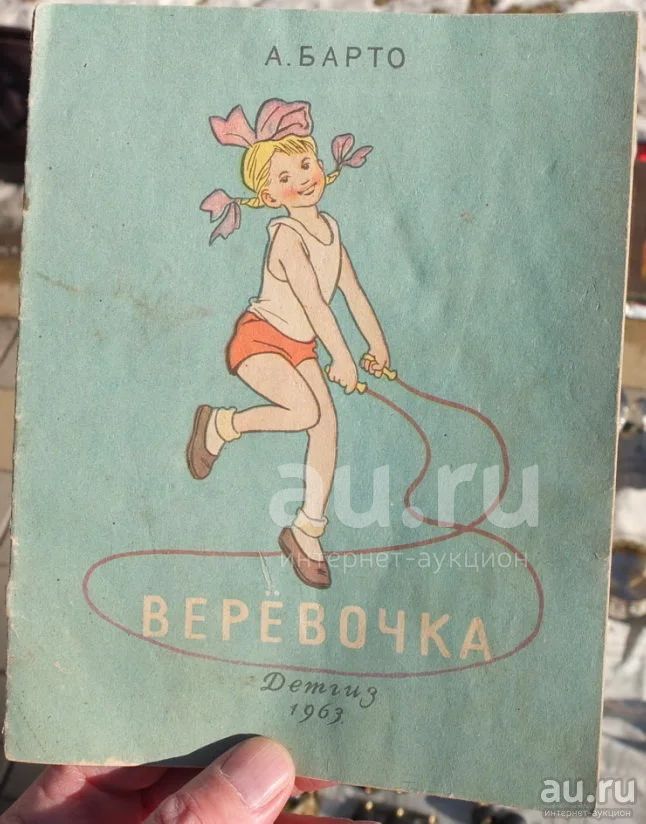 А. БАРТО
au.ru
интернет-аукцион
ВЕРЁВОЧКА
Детгиз
1963
au.ru
интернет-аукцион